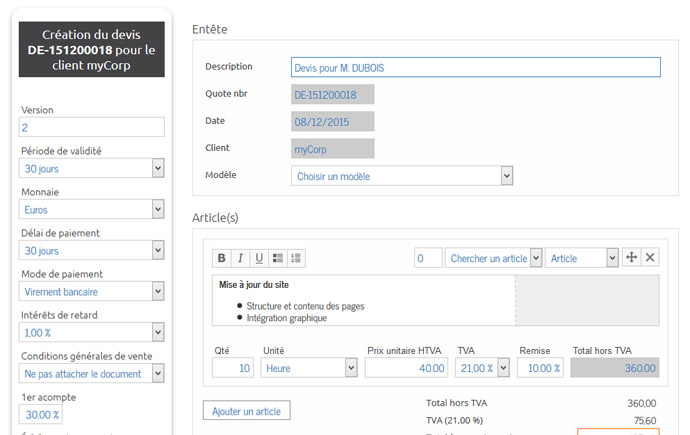 Création du devis
DE-151200018 pour le
client myCorp
Version
2
Période de validité
30 jours
Monnaie
Euros
Délai de paiement
30 jours
Mode de paiement
Virement bancaire
Intérêts de retard
1,00 %
Conditions générales de vente
Ne pas attacher le document
1er acompte
30.00 %
Entête
Description Devis pour M. DUBOIS
Quote nbr DE-151200018
Date 08/12/2015
Client myCorp
Modèle Choisir un modèle
Article(s)
B I U 0 Chercher un article Article
Mise à jour du site
Structure et contenu des pages
Intégration graphique
Qté Unité Prix unitaire HTVA TVA Remise Total hors TVA
10 Heure 40.00 21,00 % 10.00 % 360.00
Ajouter un article
Total hors TVA 360,00
TVA (21,00 %) 75,60